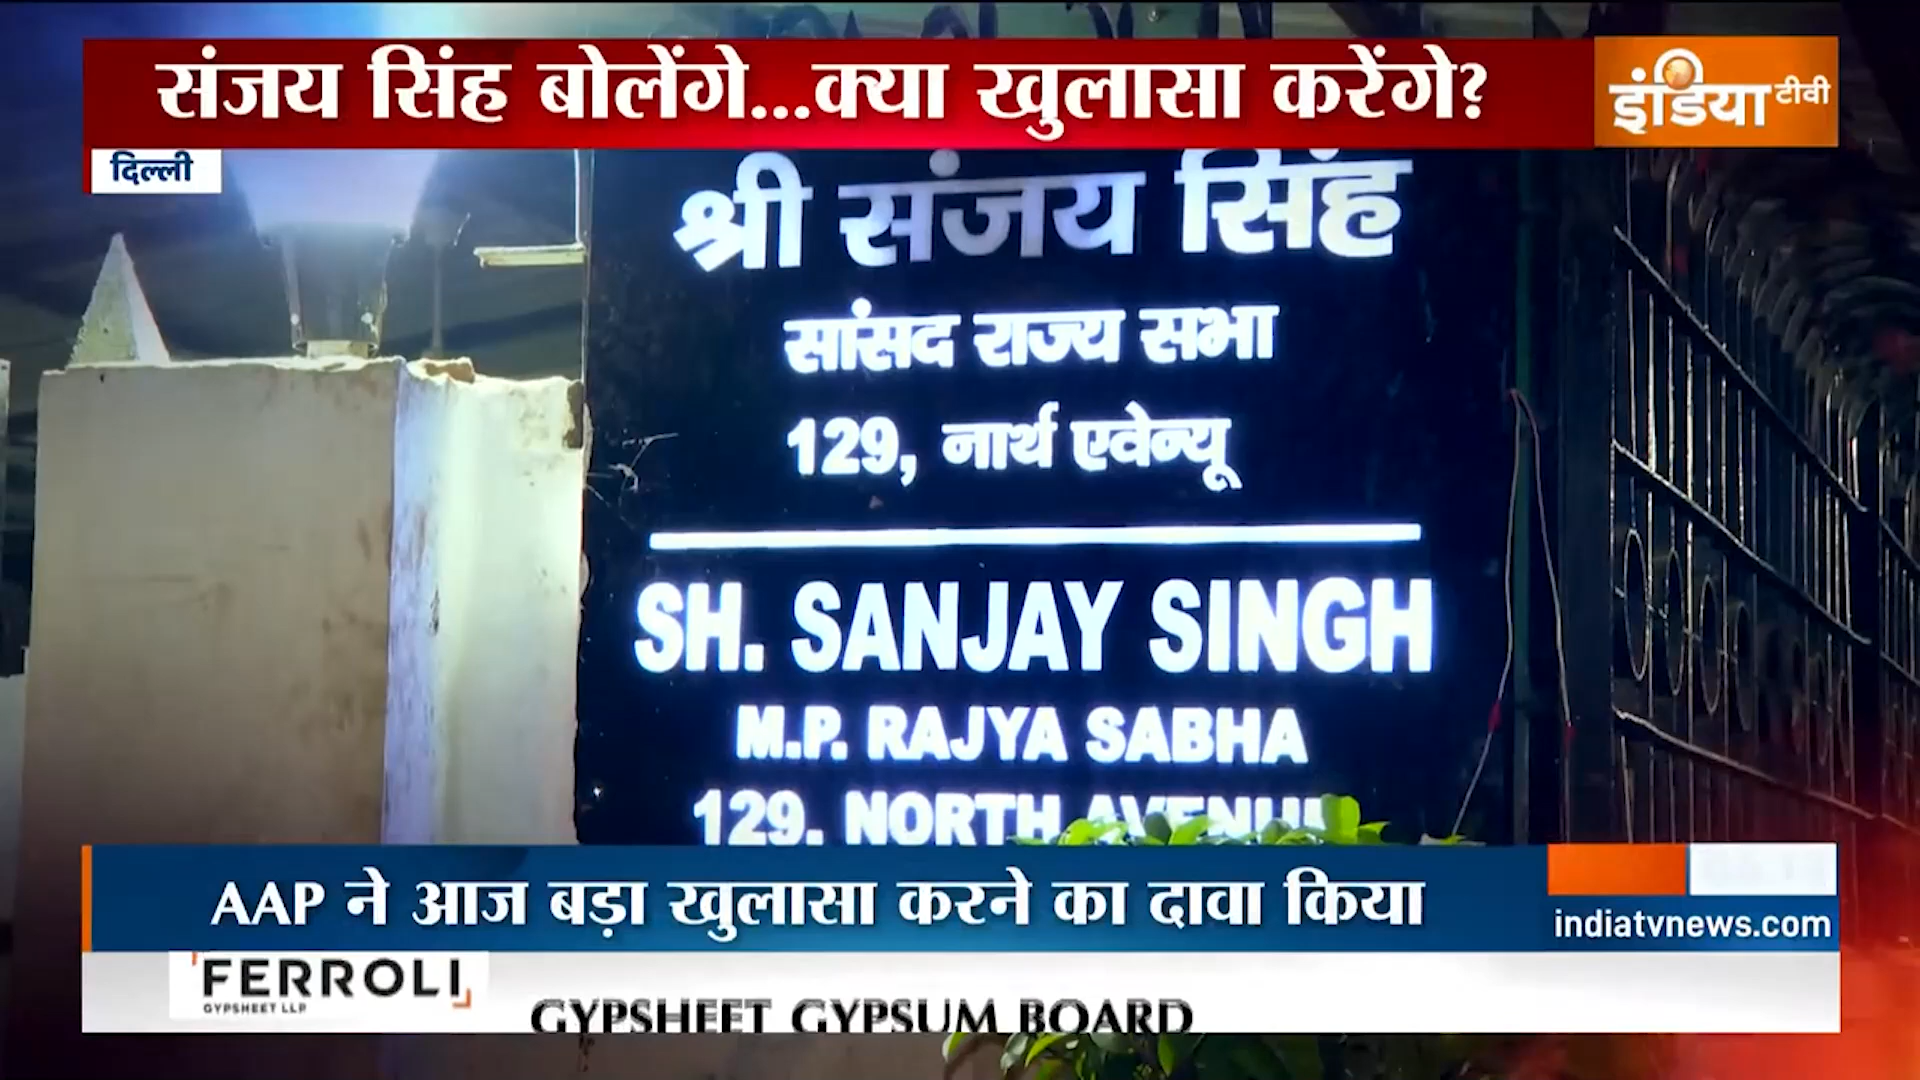 संजय सिंह बोलेंगे...क्या खुलासा करेंगे?
इंडिया टीवी
दिल्ली
श्री संजय सिंह
सांसद राज्य सभा
129, नार्थ एवेन्यू
SH. SANJAY SINGH
M.P. RAJYA SABHA
129. NORTH AVENUE
AAP ने आज बड़ा खुलासा करने का दावा किया
indiatvnews.com
FERROLI
GYPSHEET LLP
GYPSHEET GYPSUM BOARD